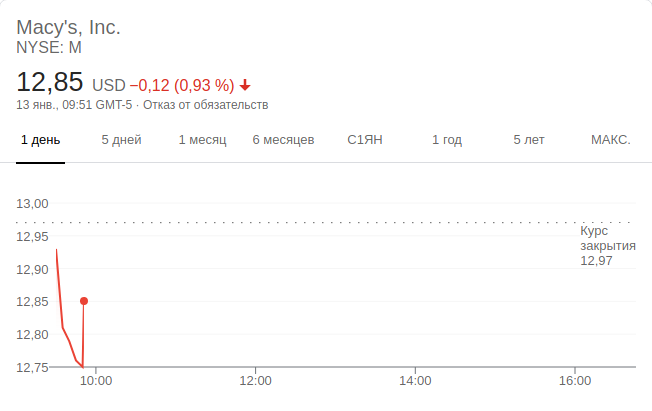 Macy's, Inc.
NYSE: M
12,85 USD −0,12 (0,93 %)
13 янв., 09:51 GMT-5 · Отказ от обязательств
1 день 5 дней 1 месяц 6 месяцев С1ЯН 1 год 5 лет МАКС.
13,00
12,95
Курс
закрытия
12,97
12,90
12,85
12,80
12,75
10:00 12:00 14:00 16:00